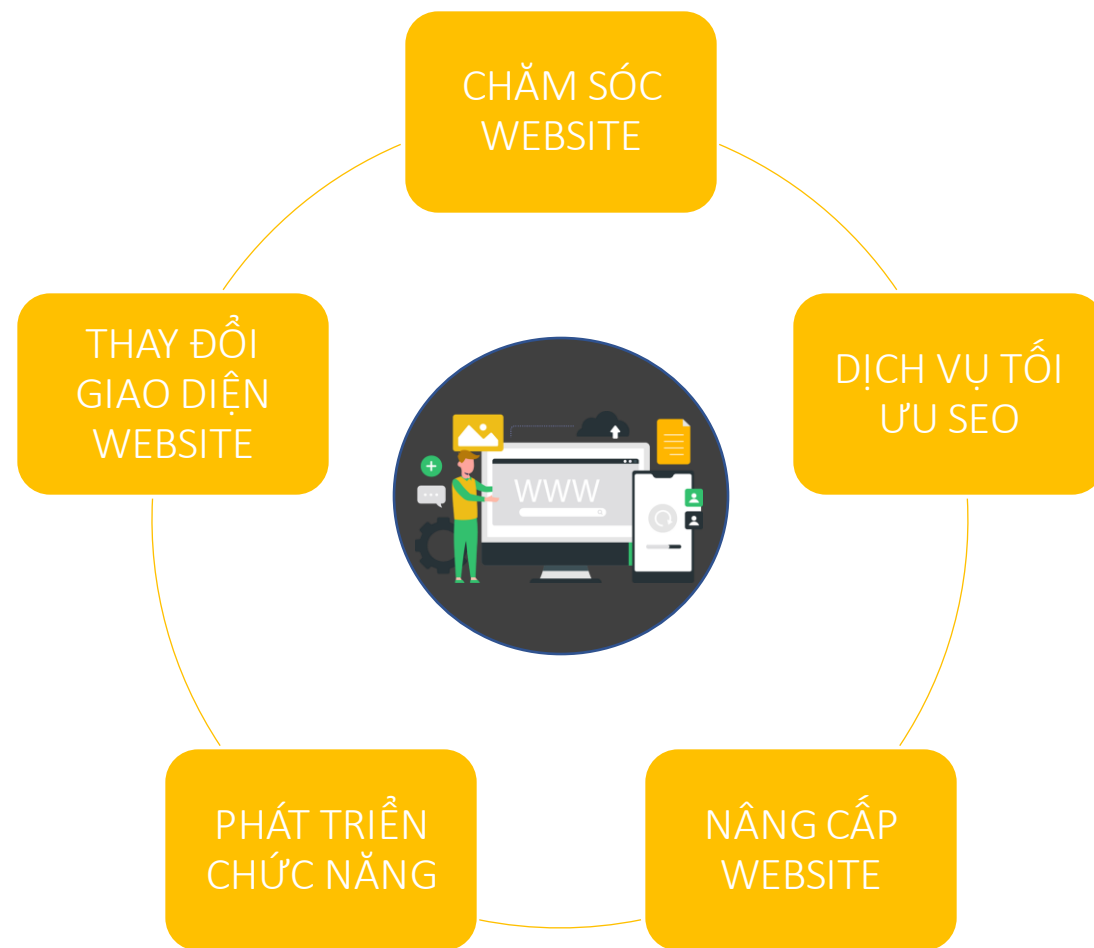 CHĂM SÓC
WEBSITE
DỊCH VỤ TỐI
ƯU SEO
NÂNG CẤP
WEBSITE
PHÁT TRIỂN
CHỨC NĂNG
THAY ĐỔI
GIAO DIỆN
WEBSITE
WWW